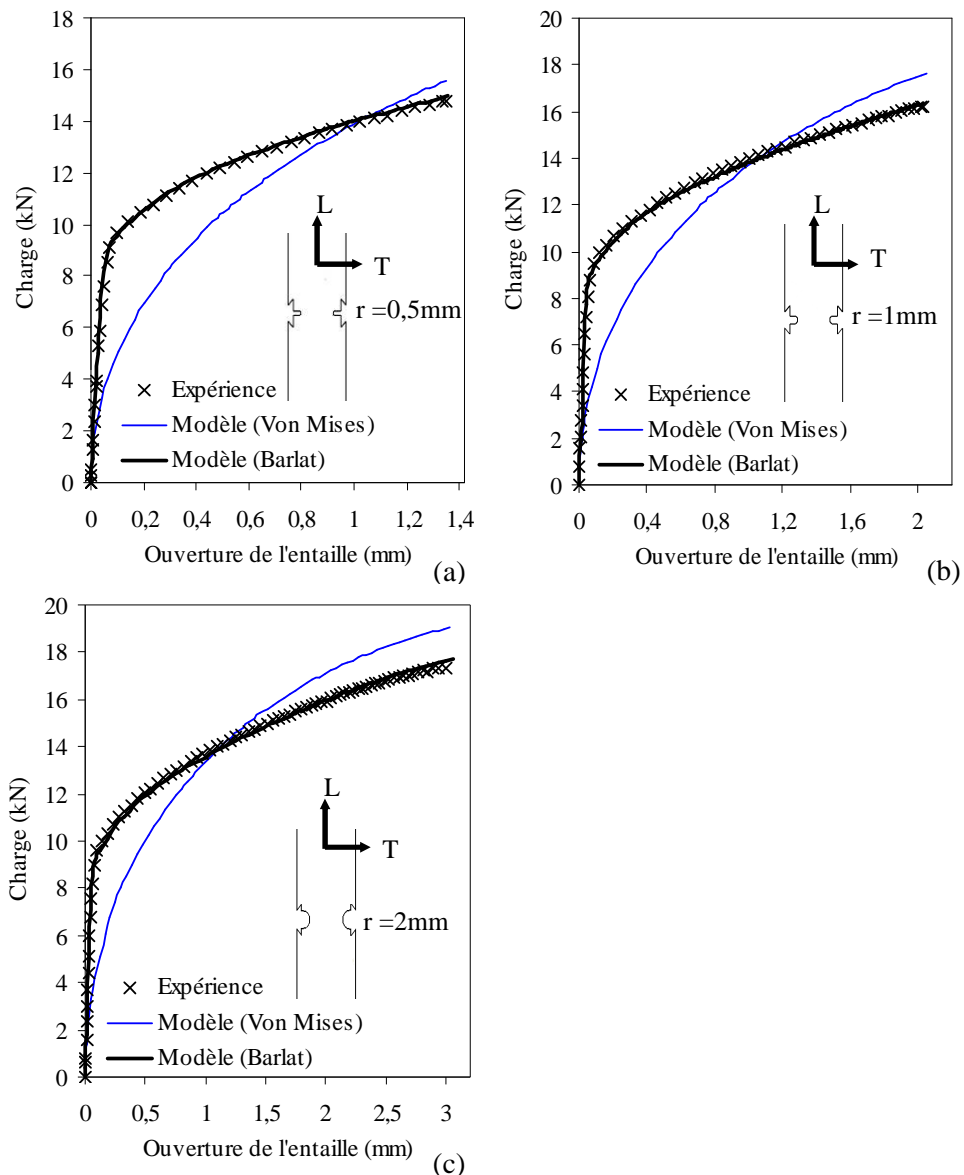 18
16
14
12
10
8
6
4
2
0
Charge (kN)
L
T
r =0,5mm
Expérience
Modèle (Von Mises)
Modèle (Barlat)
0 0,2 0,4 0,6 0,8 1 1,2 1,4
Ouverture de l'entaille (mm)
(a)
20
18
16
14
12
10
8
6
4
2
0
Charge (kN)
L
T
r =1mm
Expérience
Modèle (Von Mises)
Modèle (Barlat)
0 0,4 0,8 1,2 1,6 2
Ouverture de l'entaille (mm)
(b)
20
18
16
14
12
10
8
6
4
2
0
Charge (kN)
L
T
r =2mm
Expérience
Modèle (Von Mises)
Modèle (Barlat)
0 0,5 1 1,5 2 2,5 3
Ouverture de l'entaille (mm)
(c)